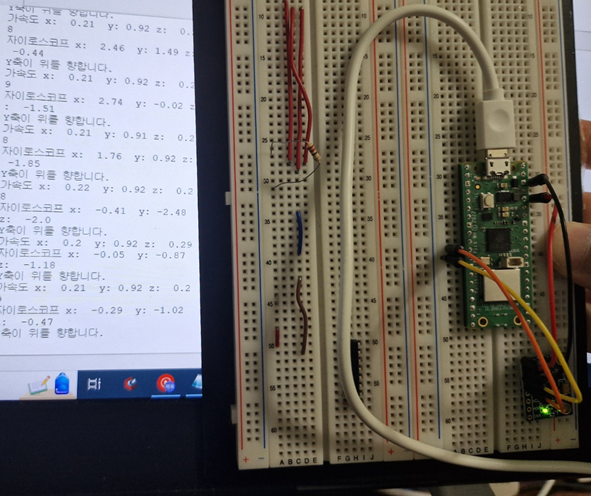 Y축이 위를 향합니다.
가속도 x:  0.21  y: 0.92 z:  0.2
8
자이로스코프 x:  2.46  y: 1.49 z:
 -0.44
Y축이 위를 향합니다.
가속도 x:  0.21  y: 0.92 z:  0.2
9
자이로스코프 x:  2.74  y: -0.02 z
:  -1.51
Y축이 위를 향합니다.
가속도 x:  0.21  y: 0.91 z:  0.2
8
자이로스코프 x:  1.76  y: 0.92 z:
 -1.85
Y축이 위를 향합니다.
가속도 x:  0.22  y: 0.92 z:  0.2
8
자이로스코프 x:  -0.41  y: -2.48
z:  -2.0
Y축이 위를 향합니다.
가속도 x:  0.2  y: 0.92 z:  0.29
자이로스코프 x:  -0.05  y: -0.87
z:  -1.18
Y축이 위를 향합니다.
가속도 x:  0.21  y: 0.92 z:  0.2
자이로스코프 x:  -0.29  y: -1.02
:  -0.47
Y축이 위를 향합니다.
A B C D E
F G H I J
A B C D E
F G H I J